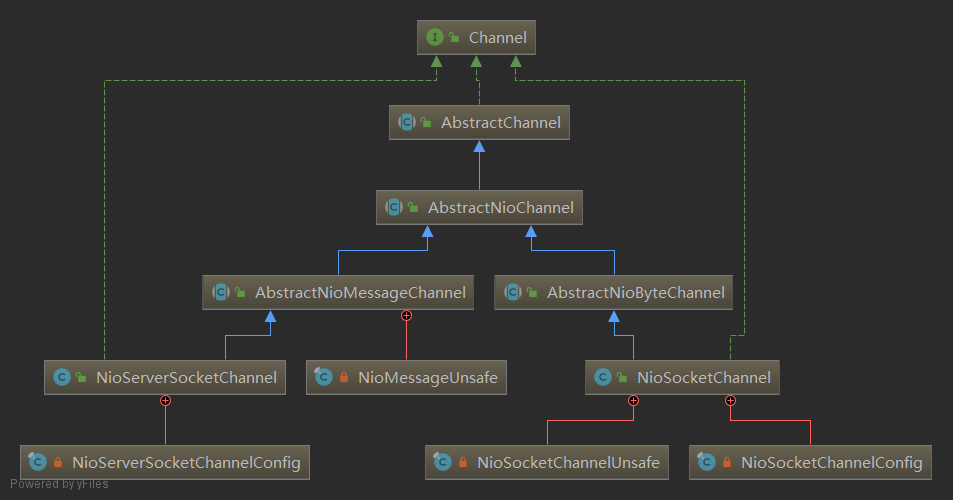 Channel
AbstractChannel
AbstractNioChannel
AbstractNioMessageChannel
AbstractNioByteChannel
NioServerSocketChannel
NioMessageUnsafe
NioSocketChannel
NioServerSocketChannelConfig
NioSocketChannelUnsafe
NioSocketChannelConfig
Powered by yFiles